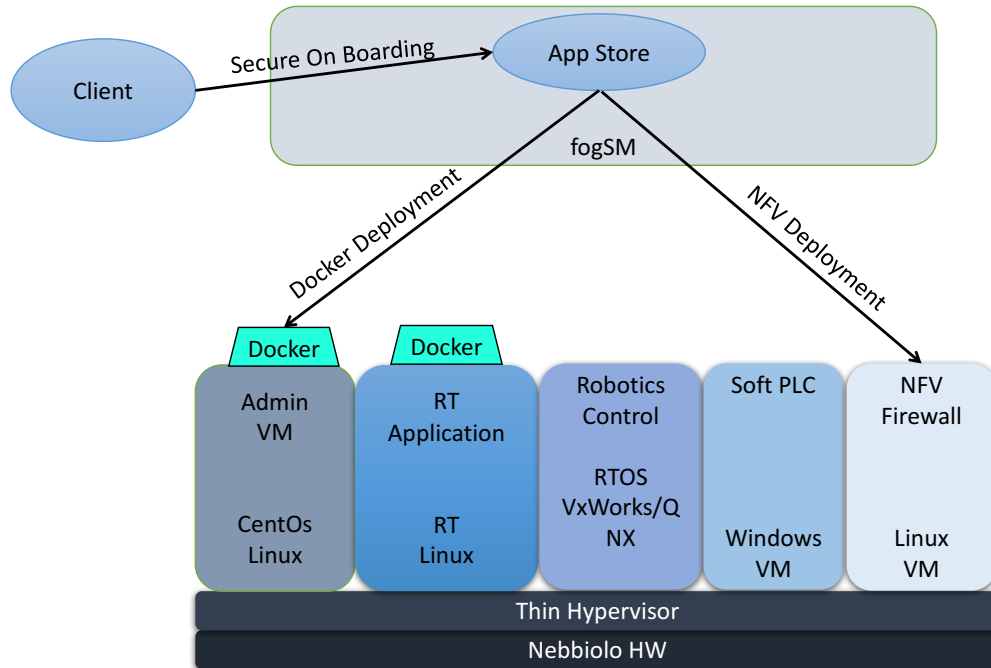 Client
Secure On Boarding
App Store
fogSM
Docker Deployment
NFV Deployment
Docker
Docker
Admin
VM
CentOs
Linux
RT
Application
RT
Linux
Robotics
Control
RTOS
VxWorks/Q
NX
Soft PLC
Windows
VM
NFV
Firewall
Linux
VM
Thin Hypervisor
Nebbiolo HW